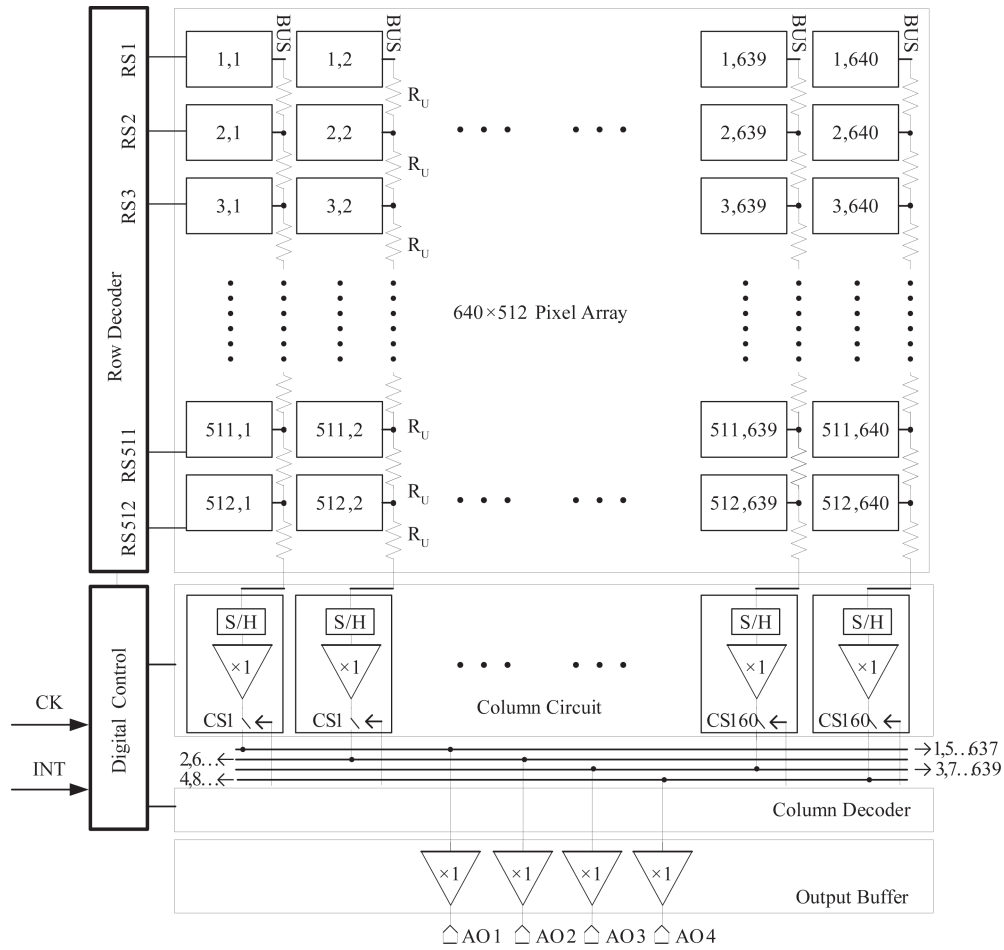 BUS BUS BUS BUS
RS1 1,1 1,2 1,639 1,640
R_U
RS2 2,1 2,2 2,639 2,640
R_U
RS3 3,1 3,2 3,639 3,640
R_U
Row Decoder
640×512 Pixel Array
RS511 511,1 511,2 R_U 511,639 511,640
RS512 512,1 512,2 R_U 512,639 512,640
R_U
Digital Control
S/H S/H S/H S/H
×1 ×1 ×1 ×1
Column Circuit
CS1 CS1 CS160 CS160
CK
INT
1,5...637
2,6...
3,7...639
4,8...
Column Decoder
×1 ×1 ×1 ×1
Output Buffer
AO1 AO2 AO3 AO4